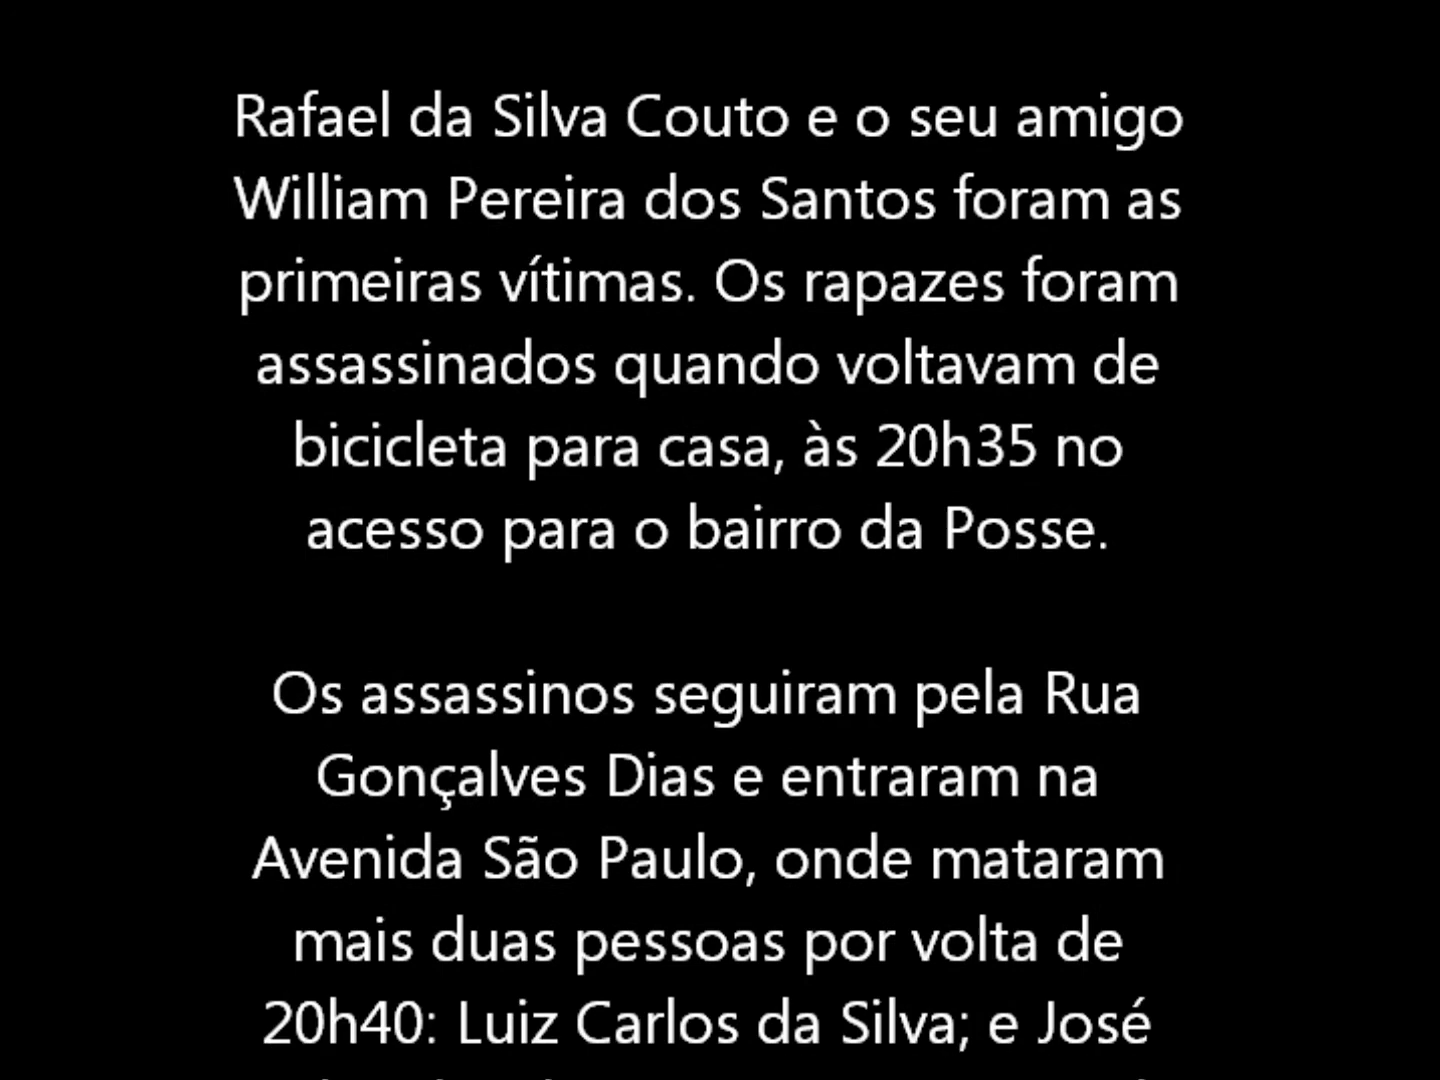 Rafael da Silva Couto e o seu amigo
William Pereira dos Santos foram as
primeiras vítimas. Os rapazes foram
assassinados quando voltavam de
bicicleta para casa, às 20h35 no
acesso para o bairro da Posse.
Os assassinos seguiram pela Rua
Gonçalves Dias e entraram na
Avenida São Paulo, onde mataram
mais duas pessoas por volta de
20h40: Luiz Carlos da Silva; e José